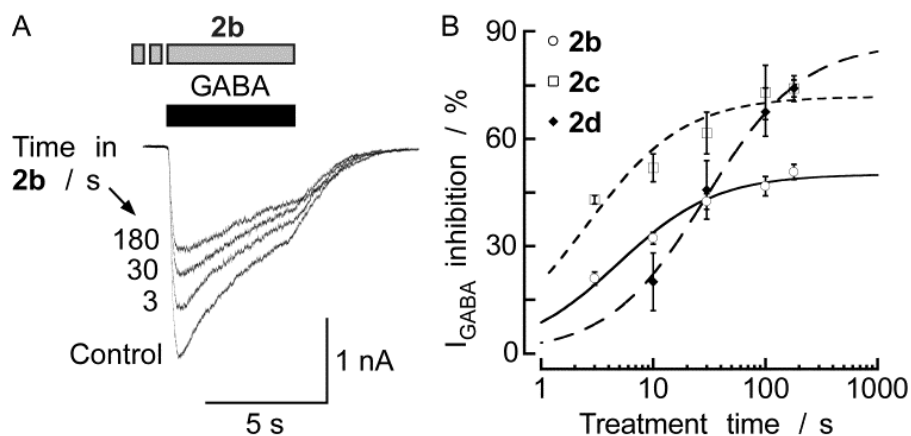 A
2b
GABA
Time in
2b / s
180
30
3
Control
1 nA
5 s
B
2b
2c
2d
I_GABA inhibition / %
90
60
30
0
1 10 100 1000
Treatment time / s